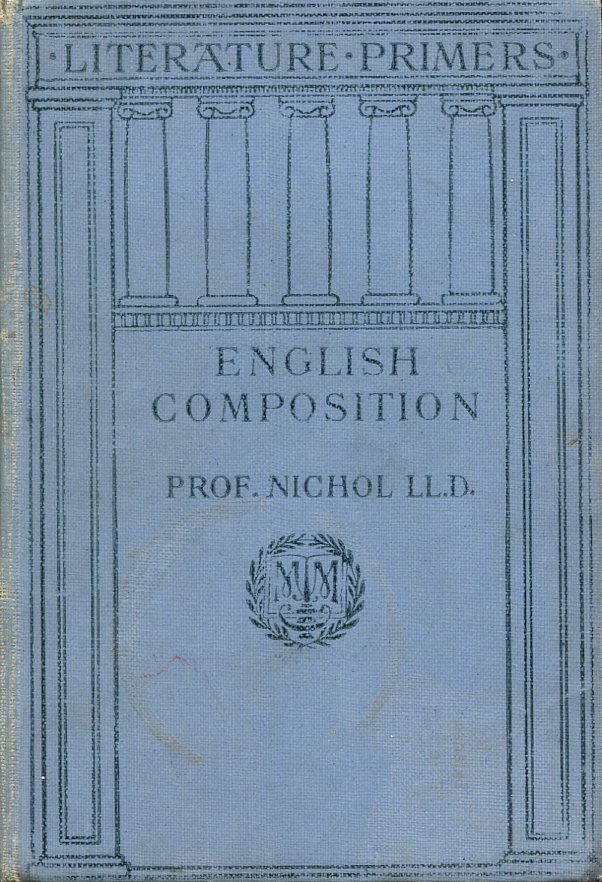 ·LITERATURE·PRIMERS·
ENGLISH
COMPOSITION
PROF. NICHOL LL.D.
M M